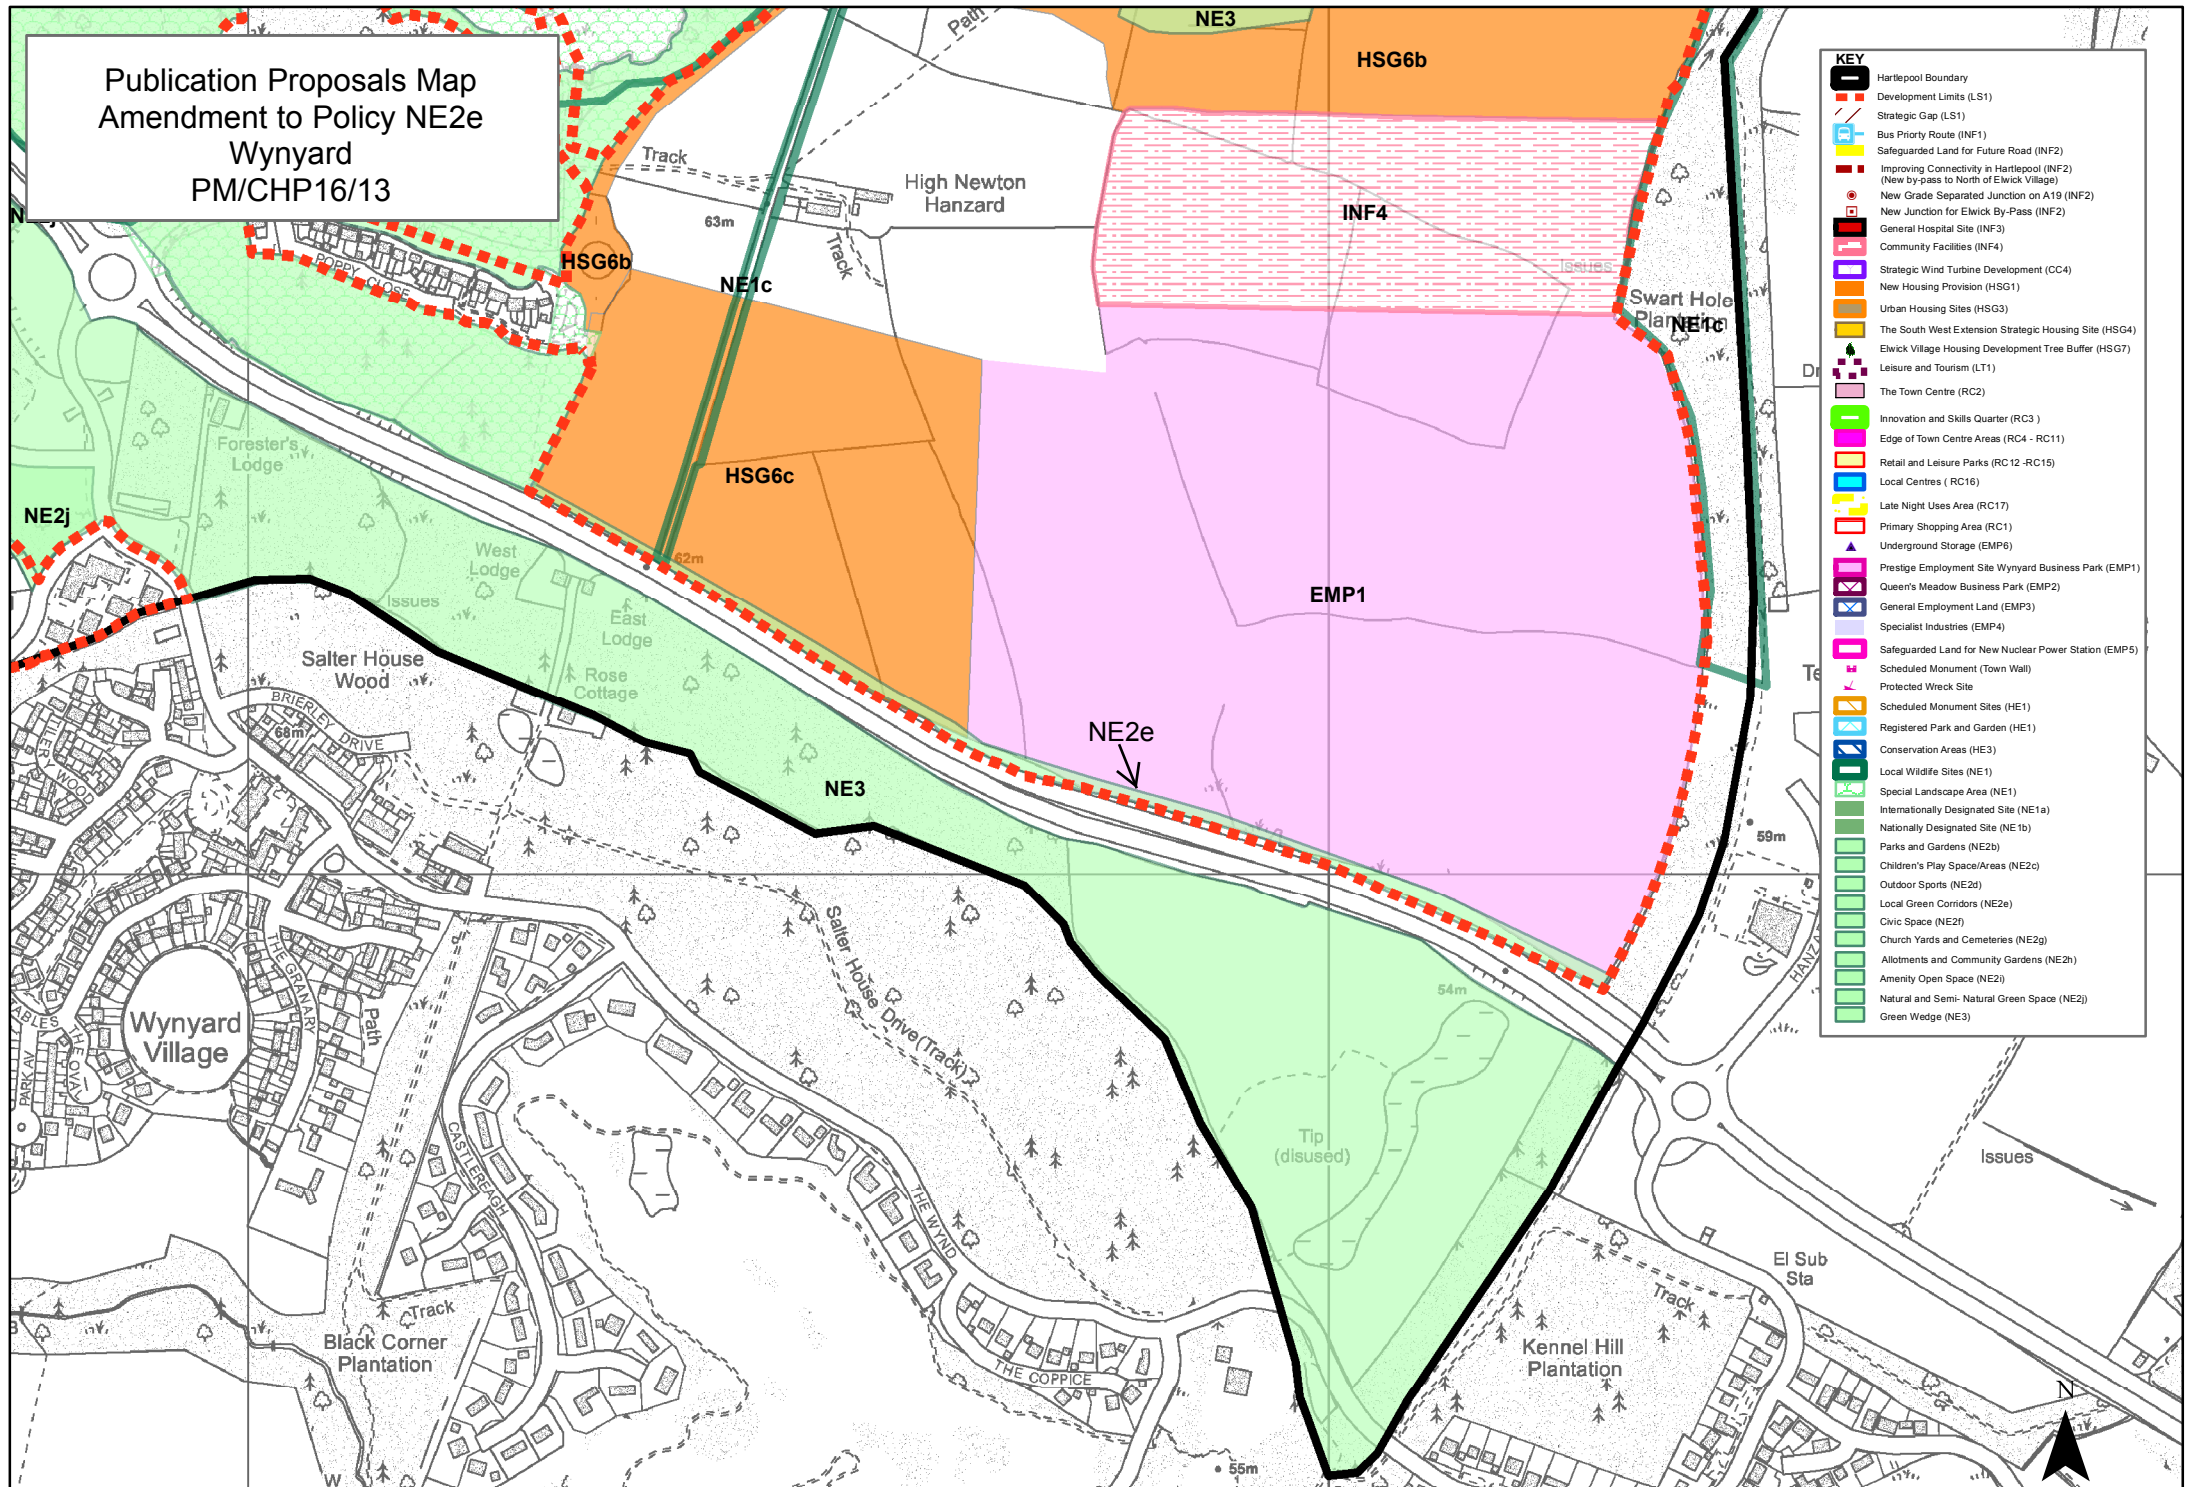 Publication Proposals Map
Amendment to Policy NE2e
Wynyard
PM/CHP16/13
NE3
HSG6b
Path
Track
High Newton
Hanzard
63m
Track
INF4
Issues
HSG6b
POPPY CLOSE
NE1c
Swart Hole
Plantation
NE1c
Forester's
Lodge
HSG6c
NE2j
West
Lodge
62m
Issues
East
Lodge
EMP1
Salter House
Wood
Rose
Cottage
BRIERLEY DRIVE
68m
TILERY WOOD
NE2e
NE3
59m
Salter House Drive(Track)
THE GRANARY
Path
54m
Wynyard
Village
THE OVAL
PARK AV
CASTLEREAGH
THE WYND
Tip
(disused)
Issues
El Sub
Sta
Track
Track
Black Corner
Plantation
THE COPPICE
Kennel Hill
Plantation
55m
W
N
KEY
Hartlepool Boundary
Development Limits (LS1)
Strategic Gap (LS1)
Bus Priorty Route (INF1)
Safeguarded Land for Future Road (INF2)
Improving Connectivity in Hartlepool (INF2)
(New by-pass to North of Elwick Village)
New Grade Separated Junction on A19 (INF2)
New Junction for Elwick By-Pass (INF2)
General Hospital Site (INF3)
Community Facilities (INF4)
Strategic Wind Turbine Development (CC4)
New Housing Provision (HSG1)
Urban Housing Sites (HSG3)
The South West Extension Strategic Housing Site (HSG4)
Elwick Village Housing Development Tree Buffer (HSG7)
Leisure and Tourism (LT1)
The Town Centre (RC2)
Innovation and Skills Quarter (RC3 )
Edge of Town Centre Areas (RC4 - RC11)
Retail and Leisure Parks (RC12 -RC15)
Local Centres ( RC16)
Late Night Uses Area (RC17)
Primary Shopping Area (RC1)
Underground Storage (EMP6)
Prestige Employment Site Wynyard Business Park (EMP1)
Queen's Meadow Business Park (EMP2)
General Employment Land (EMP3)
Specialist Industries (EMP4)
Safeguarded Land for New Nuclear Power Station (EMP5)
Scheduled Monument (Town Wall)
Protected Wreck Site
Scheduled Monument Sites (HE1)
Registered Park and Garden (HE1)
Conservation Areas (HE3)
Local Wildlife Sites (NE1)
Special Landscape Area (NE1)
Internationally Designated Site (NE1a)
Nationally Designated Site (NE1b)
Parks and Gardens (NE2b)
Children's Play Space/Areas (NE2c)
Outdoor Sports (NE2d)
Local Green Corridors (NE2e)
Civic Space (NE2f)
Church Yards and Cemeteries (NE2g)
Allotments and Community Gardens (NE2h)
Amenity Open Space (NE2i)
Natural and Semi- Natural Green Space (NE2j)
Green Wedge (NE3)